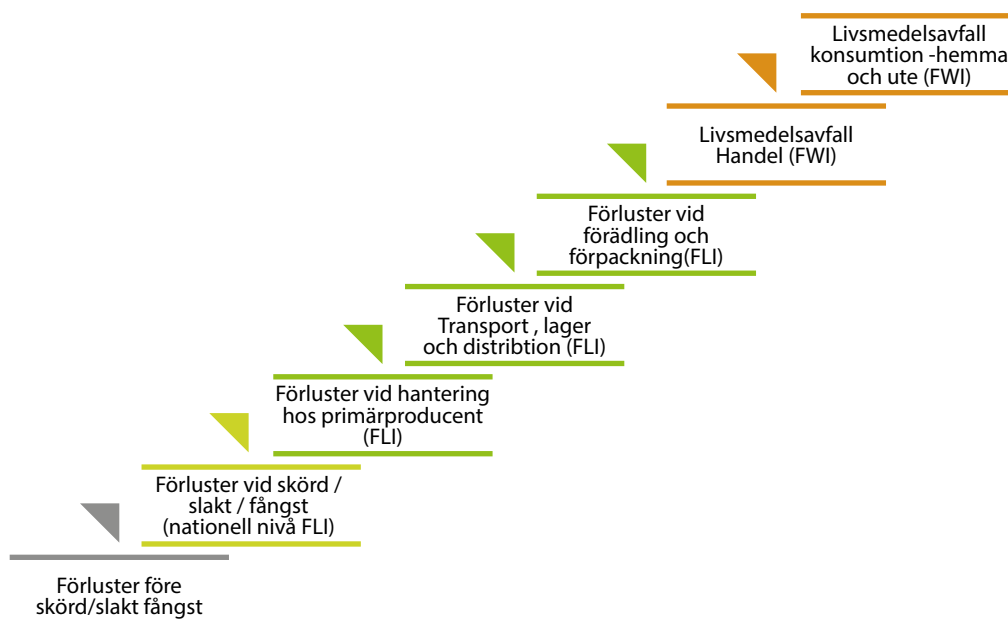 Livsmedelsavfall
konsumtion -hemma
och ute (FWI)
Livsmedelsavfall
Handel (FWI)
Förluster vid
förädling och
förpackning(FLI)
Förluster vid
Transport , lager
och distribtion (FLI)
Förluster vid hantering
hos primärproducent
(FLI)
Förluster vid skörd /
slakt / fångst
(nationell nivå FLI)
Förluster före
skörd/slakt fångst